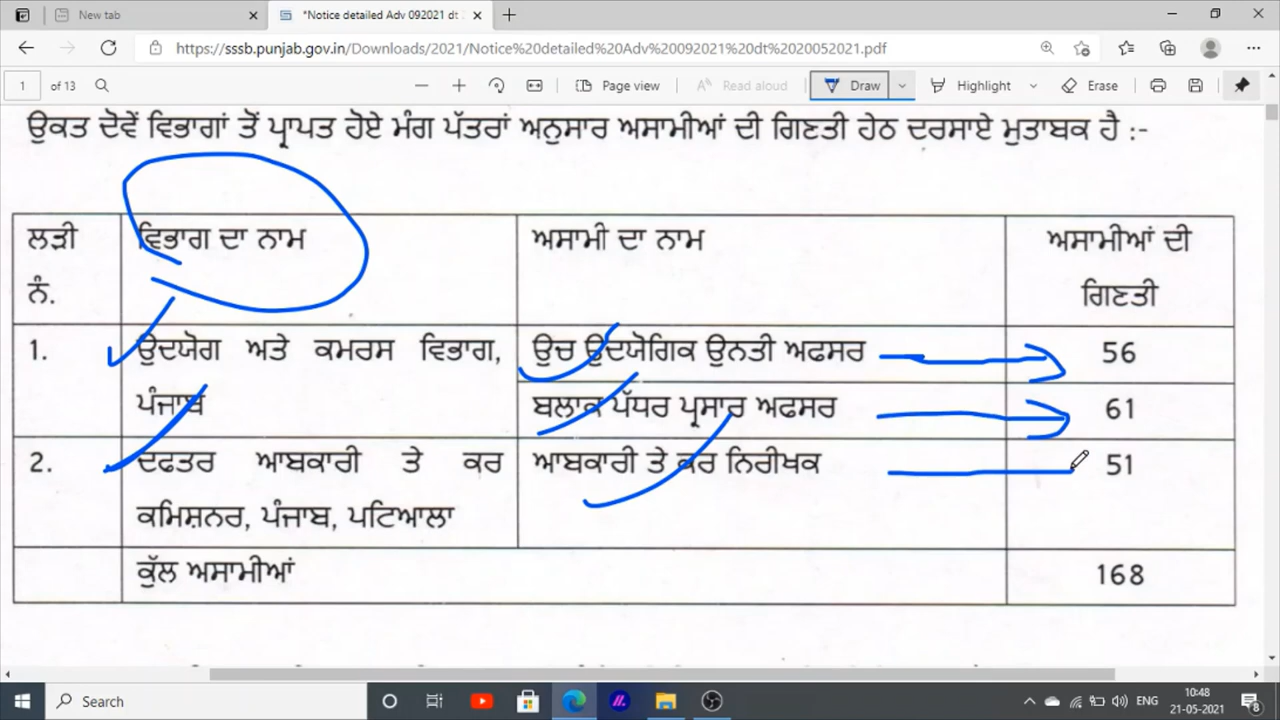 New tab
*Notice detailed Adv 092021 dt
https://sssb.punjab.gov.in/Downloads/2021/Notice%20detailed%20Adv%20092021%20dt%2020052021.pdf
1 of 13 Page view Read aloud Draw Highlight Erase
ਉਕਤ ਦੋਵੇਂ ਵਿਭਾਗਾਂ ਤੋਂ ਪ੍ਰਾਪਤ ਹੋਏ ਮੰਗ ਪੱਤਰਾਂ ਅਨੁਸਾਰ ਅਸਾਮੀਆਂ ਦੀ ਗਿਣਤੀ ਹੇਠ ਦਰਸਾਏ ਮੁਤਾਬਕ ਹੈ :-
ਲੜੀ ਨੰ.
ਵਿਭਾਗ ਦਾ ਨਾਮ
ਅਸਾਮੀ ਦਾ ਨਾਮ
ਅਸਾਮੀਆਂ ਦੀ
ਗਿਣਤੀ
1.
ਉਦਯੋਗ ਅਤੇ ਕਮਰਸ ਵਿਭਾਗ,
ਪੰਜਾਬ
ਉਚ ਉਦਯੋਗਿਕ ਉਨਤੀ ਅਫਸਰ
56
ਬਲਾਕ ਪੱਧਰ ਪ੍ਰਸਾਰ ਅਫਸਰ
61
2.
ਦਫਤਰ ਆਬਕਾਰੀ ਤੇ ਕਰ
ਕਮਿਸ਼ਨਰ, ਪੰਜਾਬ, ਪਟਿਆਲਾ
ਆਬਕਾਰੀ ਤੇ ਕਰ ਨਿਰੀਖਕ
51
ਕੁੱਲ ਅਸਾਮੀਆਂ
168
Search
ENG
10:48
21-05-2021
8